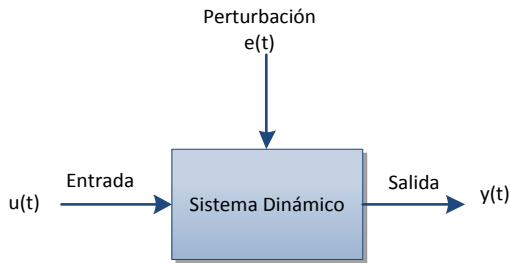 Perturbación
e(t)
Entrada
u(t)
Sistema Dinámico
Salida
y(t)